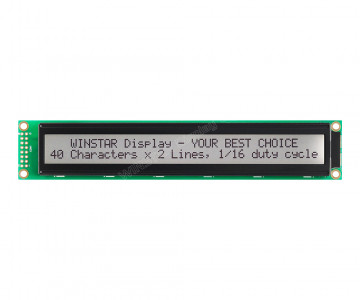 WINSTAR Display - YOUR BEST CHOICE
40 Characters x 2 Lines, 1/16 duty cycle